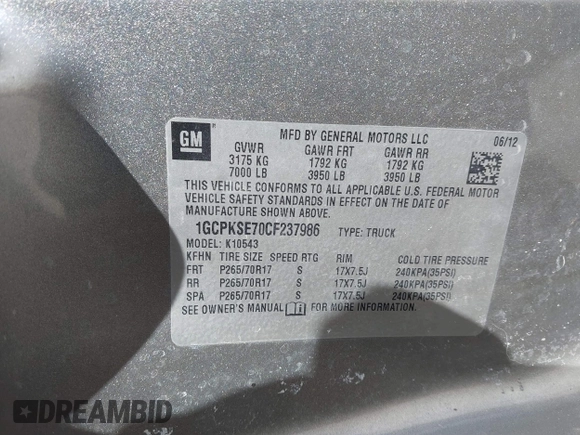 GM
MFD BY GENERAL MOTORS LLC
06/12
GVWR GAWR FRT GAWR RR
3175 KG 1792 KG 1792 KG
7000 LB 3950 LB 3950 LB
THIS VEHICLE CONFORMS TO ALL APPLICABLE U.S. FEDERAL MOTOR
VEHICLE SAFETY STANDARDS IN EFFECT ON THE DATE OF
MANUFACTURE SHOWN ABOVE.
1GCPKSE70CF237986 TYPE: TRUCK
MODEL: K10543
KFHN TIRE SIZE SPEED RTG RIM COLD TIRE PRESSURE
FRT P265/70R17 S 17X7.5J 240KPA(35PSI)
RR P265/70R17 S 17X7.5J 240KPA(35PSI)
SPA P265/70R17 S 17X7.5J 240KPA(35PSI)
SEE OWNER'S MANUAL FOR MORE INFORMATION.
DREAMBID